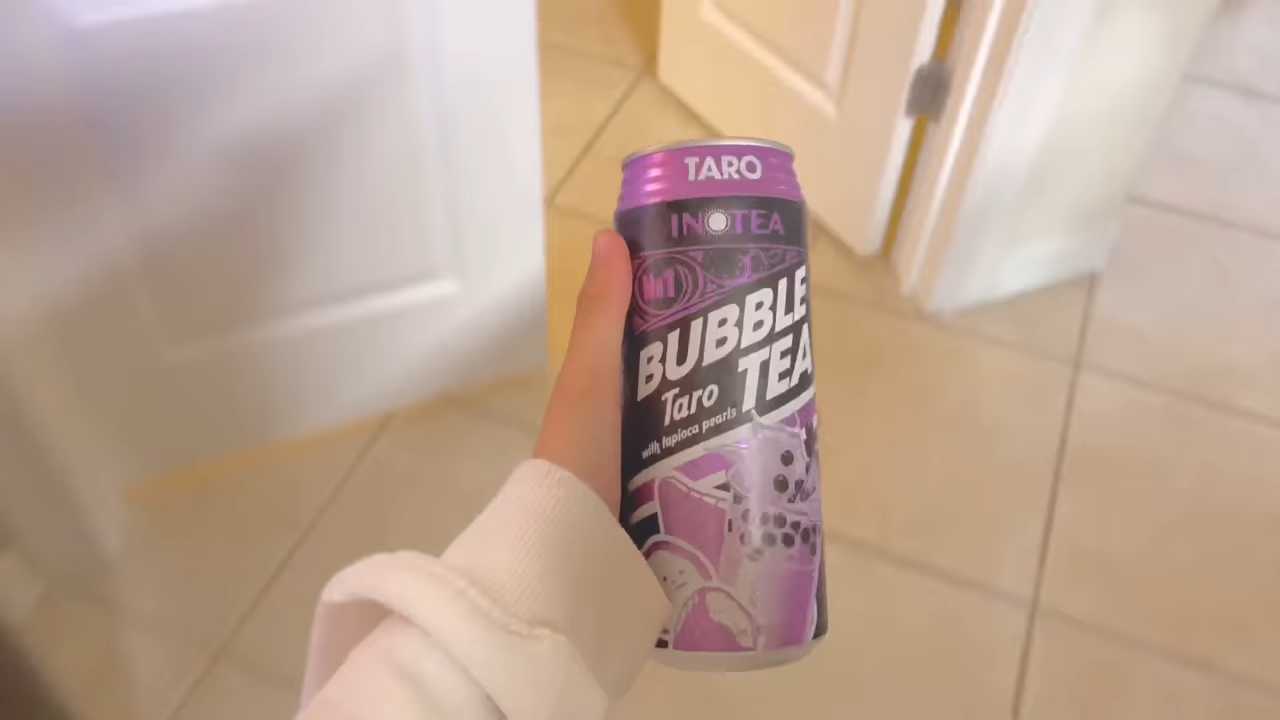 TARO
INOTEA
BUBBLE
TEA
Taro
with tapioca pearls